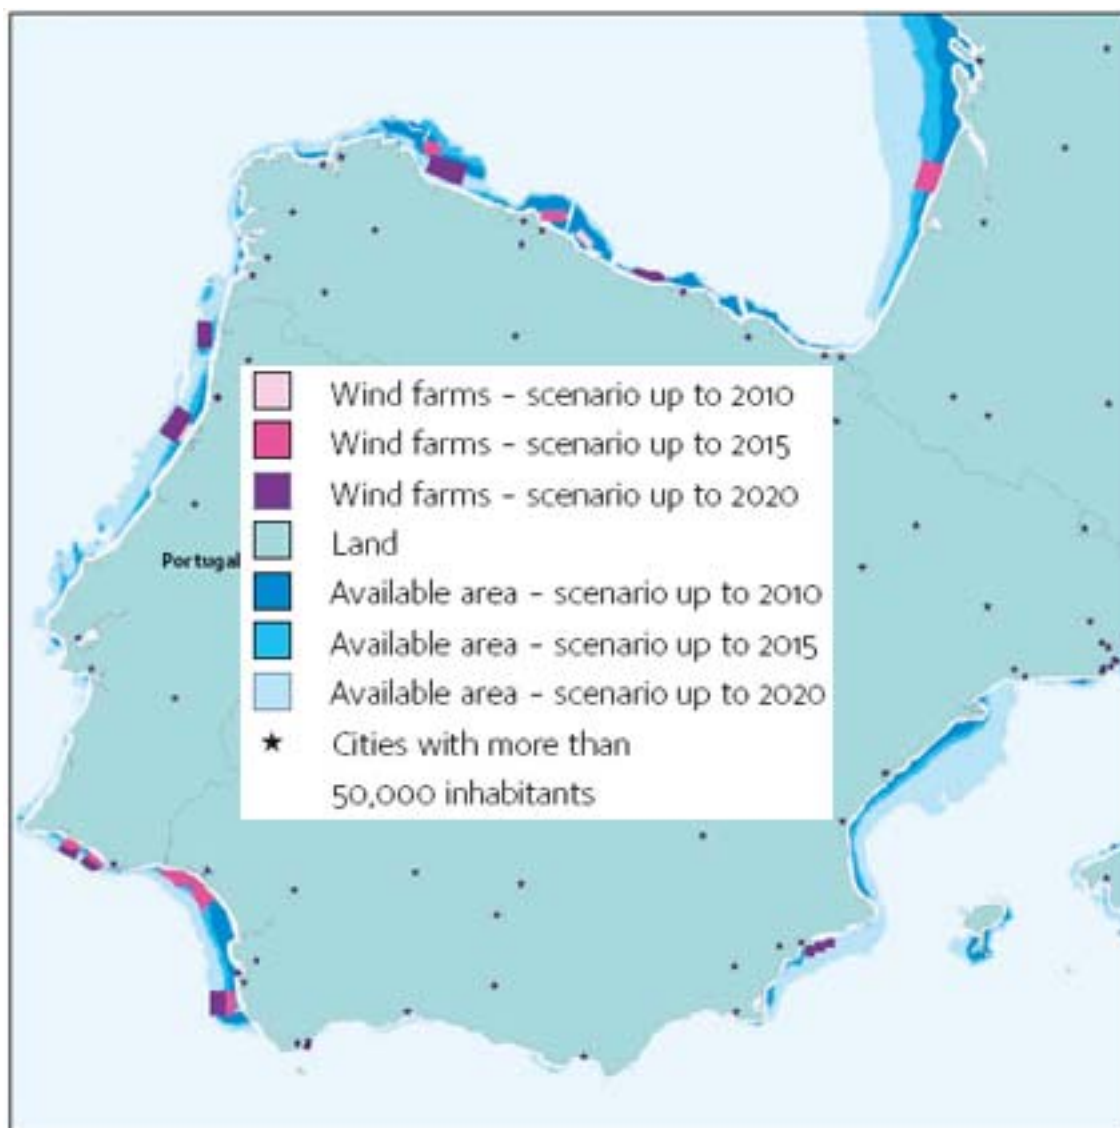 Wind farms – scenario up to 2010
Wind farms – scenario up to 2015
Wind farms – scenario up to 2020
Land
Portugal
Available area – scenario up to 2010
Available area – scenario up to 2015
Available area – scenario up to 2020
Cities with more than
50,000 inhabitants